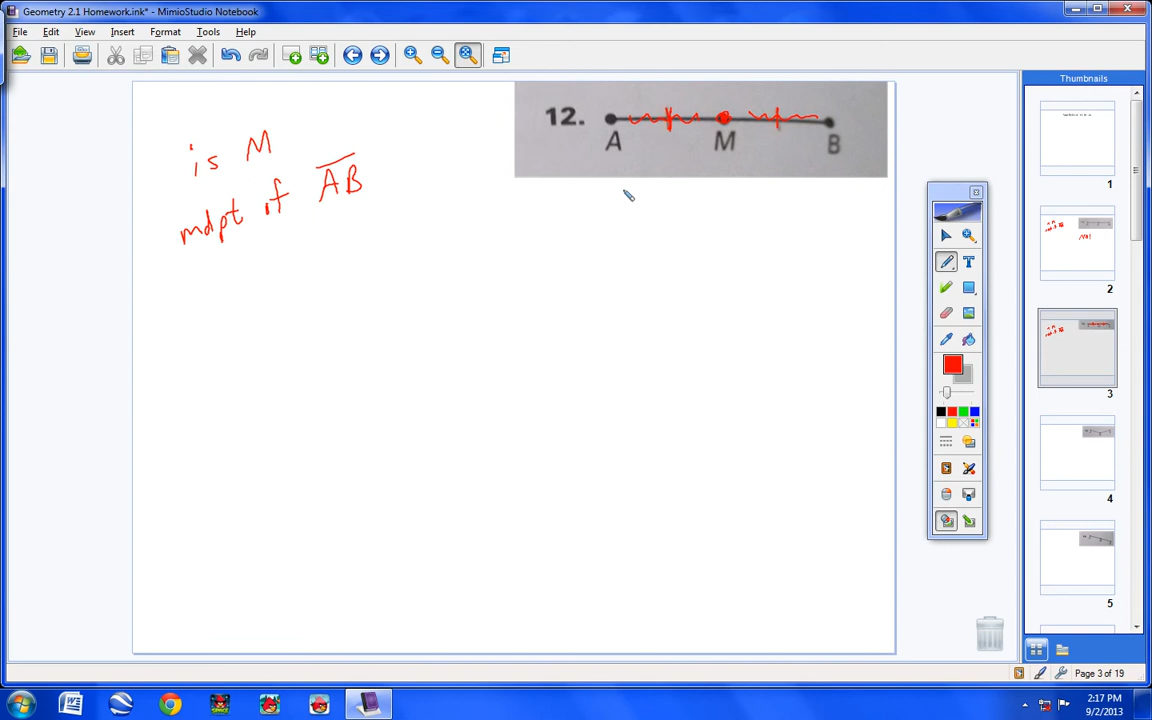 Geometry 2.1 Homework.ink* - MimioStudio Notebook
File Edit View Insert Format Tools Help
Thumbnails
is M
mdpt of AB
12.
A M B
1
2
3
4
5
T
Page 3 of 19
2:17 PM
9/2/2013